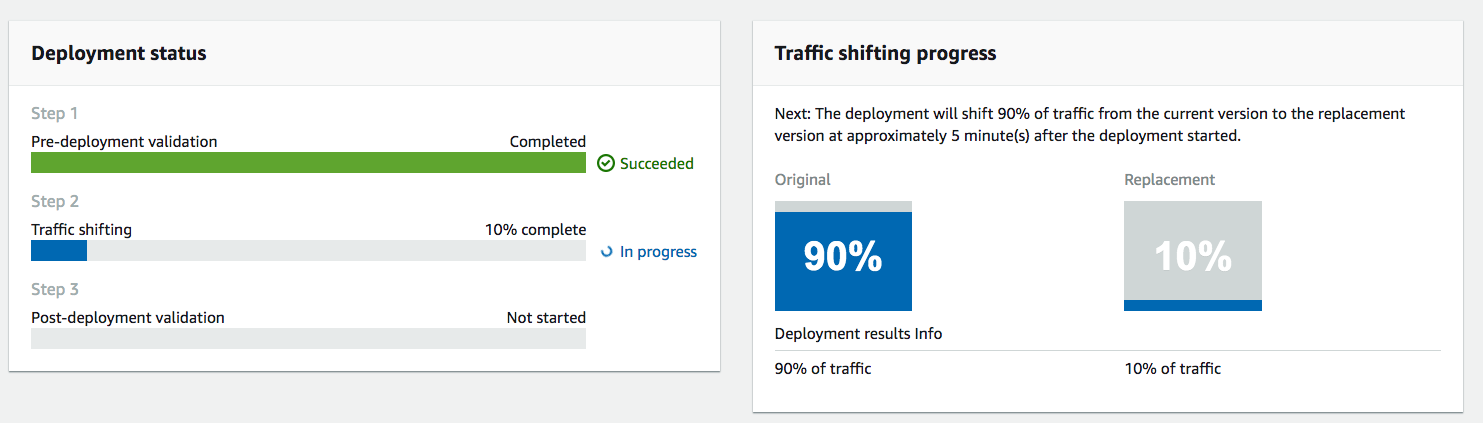 Deployment status
Step 1
Pre-deployment validation Completed
Succeeded
Step 2
Traffic shifting 10% complete
In progress
Step 3
Post-deployment validation Not started
Traffic shifting progress
Next: The deployment will shift 90% of traffic from the current version to the replacement
version at approximately 5 minute(s) after the deployment started.
Original Replacement
90% 10%
Deployment results Info
90% of traffic 10% of traffic